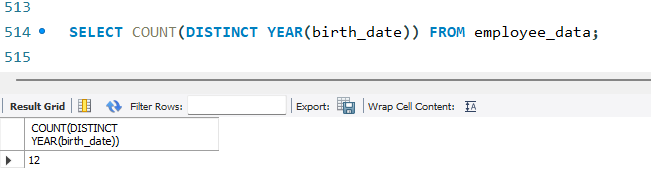 513
514 SELECT COUNT(DISTINCT YEAR(birth_date)) FROM employee_data;
515
Result Grid Filter Rows: Export: Wrap Cell Content: IA
COUNT(DISTINCT
YEAR(birth_date))
12